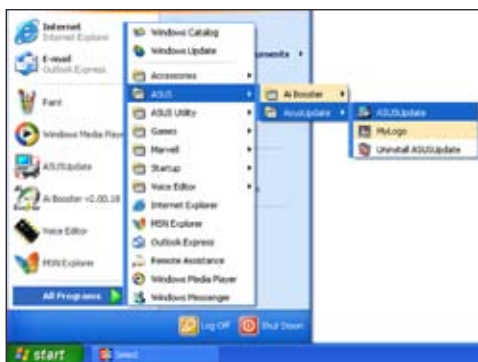 Internet
Internet Explorer
E-mail
Outlook Express
Paint
Windows Media Player
ASUSUpdate
Ai Booster v2.00.18
Voice Editor
MSN Explorer
All Programs
Windows Catalog
Windows Update
Accessories
ASUS
ASUS Utility
Games
Marvell
Startup
Voice Editor
Internet Explorer
MSN Explorer
Outlook Express
Remote Assistance
Windows Media Player
Windows Messenger
Ai Booster
AsusUpdate
ASUSUpdate
MyLogo
Uninstall ASUSUpdate
Log Off
Shut Down
start